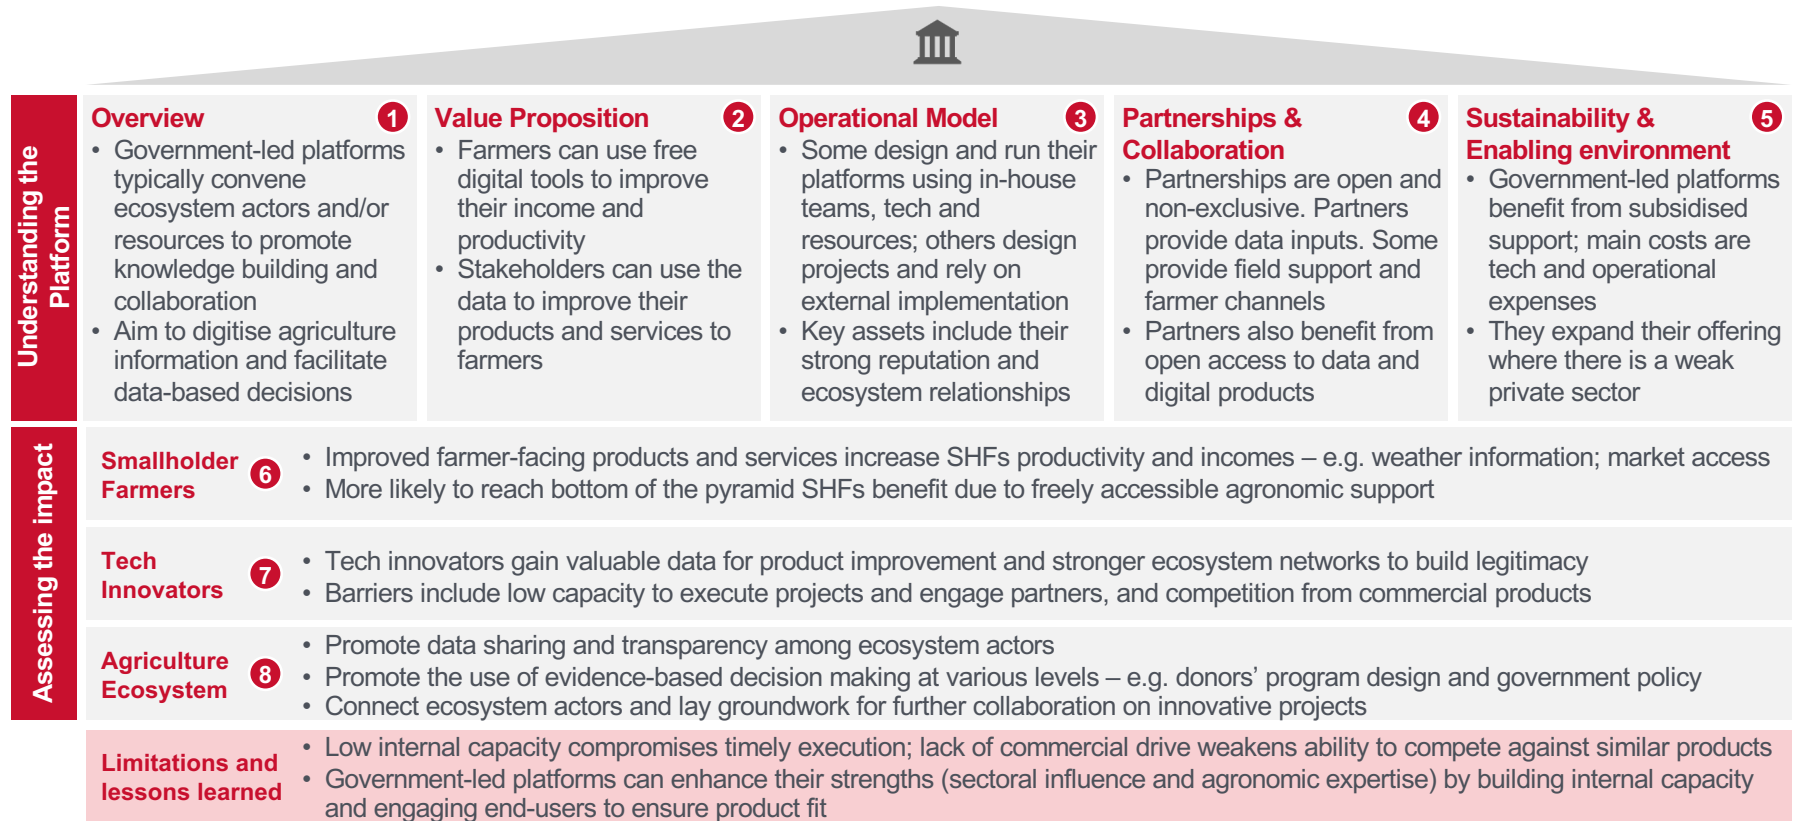 Understanding the
Platform
Overview 1
• Government-led platforms
typically convene
ecosystem actors and/or
resources to promote
knowledge building and
collaboration
• Aim to digitise agriculture
information and facilitate
data-based decisions
Value Proposition 2
• Farmers can use free
digital tools to improve
their income and
productivity
• Stakeholders can use the
data to improve their
products and services to
farmers
Operational Model 3
• Some design and run their
platforms using in-house
teams, tech and
resources; others design
projects and rely on
external implementation
• Key assets include their
strong reputation and
ecosystem relationships
Partnerships & 4
Collaboration
• Partnerships are open and
non-exclusive. Partners
provide data inputs. Some
provide field support and
farmer channels
• Partners also benefit from
open access to data and
digital products
Sustainability & 5
Enabling environment
• Government-led platforms
benefit from subsidised
support; main costs are
tech and operational
expenses
• They expand their offering
where there is a weak
private sector
Assessing the impact
Smallholder
Farmers 6
• Improved farmer-facing products and services increase SHFs productivity and incomes – e.g. weather information; market access
• More likely to reach bottom of the pyramid SHFs benefit due to freely accessible agronomic support
Tech
Innovators 7
• Tech innovators gain valuable data for product improvement and stronger ecosystem networks to build legitimacy
• Barriers include low capacity to execute projects and engage partners, and competition from commercial products
Agriculture
Ecosystem 8
• Promote data sharing and transparency among ecosystem actors
• Promote the use of evidence-based decision making at various levels – e.g. donors’ program design and government policy
• Connect ecosystem actors and lay groundwork for further collaboration on innovative projects
Limitations and
lessons learned
• Low internal capacity compromises timely execution; lack of commercial drive weakens ability to compete against similar products
• Government-led platforms can enhance their strengths (sectoral influence and agronomic expertise) by building internal capacity
and engaging end-users to ensure product fit